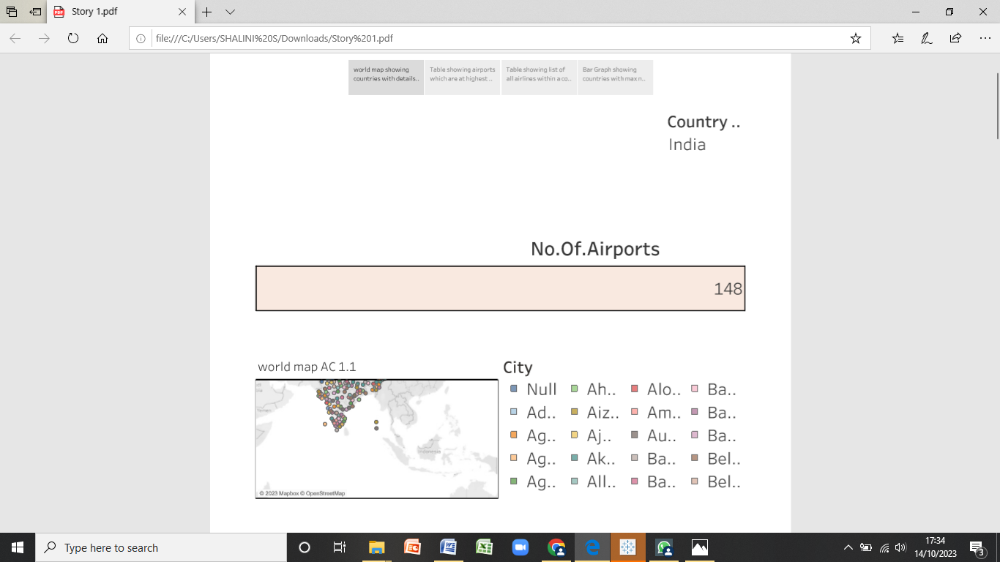 Story 1.pdf
file:///C:/Users/SHALINI%20S/Downloads/Story%201.pdf
world map showing
countries with details..
Table showing airports
which are at highest ..
Table showing list of
all airlines within a co..
Bar Graph showing
countries with max n..
Country ..
India
No.Of.Airports
148
world map AC 1.1
Yemen
Indonesia
© 2023 Mapbox © OpenStreetMap
City
Null Ah.. Alo.. Ba..
Ad.. Aiz.. Am.. Ba..
Ag.. Aj.. Au.. Ba..
Ag.. Ak.. Ba.. Bel..
Ag.. All.. Ba.. Bel..
Type here to search
17:34
14/10/2023
3